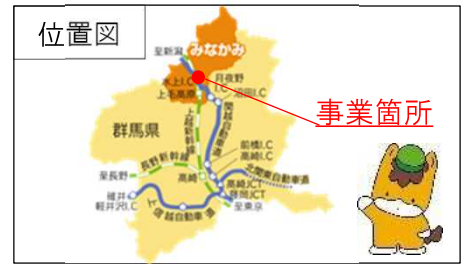 位置図
至新潟
みなかみ
水上I.C
月夜野
I.C
沼田I.C
上毛高原
事業箇所
関越自動車道
上越新幹線
群馬県
前橋I.C
高崎I.C
長野新幹線
北関東自動車道
至長野
高崎
高崎JCT
藤岡JCT
碓井
軽井沢I.C
上信越自動車道
至東京